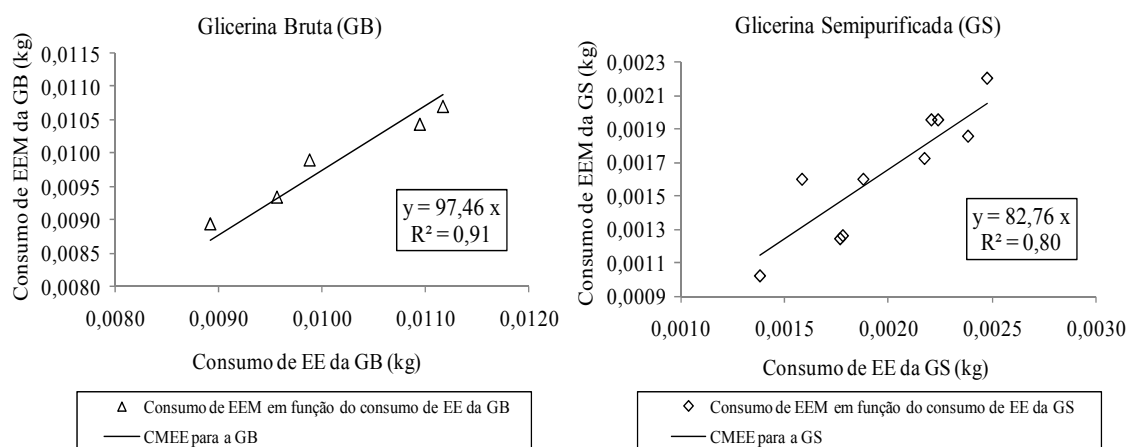 Glicerina Bruta (GB)
Consumo de EEM da GB (kg)
0,0115
0,0110
0,0105
0,0100
0,0095
0,0090
0,0085
0,0080
y = 97,46 x
R² = 0,91
0,0080 0,0090 0,0100 0,0110 0,0120
Consumo de EE da GB (kg)
Consumo de EEM em função do consumo de EE da GB
CMEE para a GB
Glicerina Semipurificada (GS)
Consumo de EEM da GS (kg)
0,0023
0,0021
0,0019
0,0017
0,0015
0,0013
0,0011
0,0009
y = 82,76 x
R² = 0,80
0,0010 0,0015 0,0020 0,0025 0,0030
Consumo de EE da GS (kg)
Consumo de EEM em função do consumo de EE da GS
CMEE para a GS